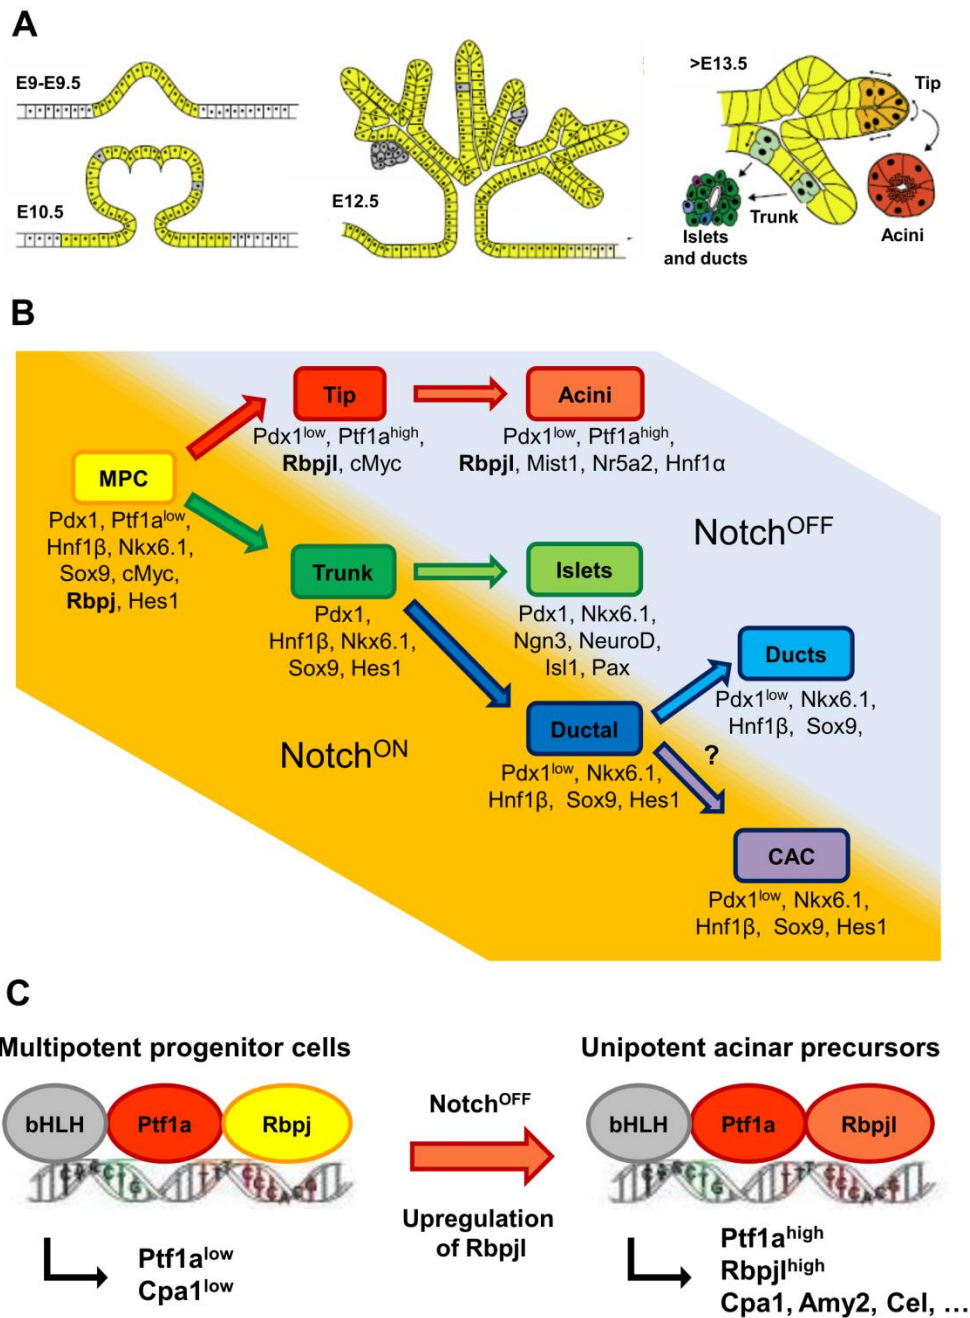 A
E9-E9.5
E10.5
E12.5
>E13.5
Tip
Trunk
Islets
and ducts
Acini
B
Tip
Pdx1low, Ptf1ahigh,
Rbpjl, cMyc
Acini
Pdx1low, Ptf1ahigh,
Rbpjl, Mist1, Nr5a2, Hnf1α
MPC
Pdx1, Ptf1alow,
Hnf1β, Nkx6.1,
Sox9, cMyc,
Rbpj, Hes1
NotchOFF
Trunk
Pdx1,
Hnf1β, Nkx6.1,
Sox9, Hes1
Islets
Pdx1, Nkx6.1,
Ngn3, NeuroD,
Isl1, Pax
Ducts
Pdx1low, Nkx6.1,
Hnf1β, Sox9,
NotchON
Ductal
Pdx1low, Nkx6.1,
Hnf1β, Sox9, Hes1
?
CAC
Pdx1low, Nkx6.1,
Hnf1β, Sox9, Hes1
C
Multipotent progenitor cells
bHLH
Ptf1a
Rbpj
Ptf1alow
Cpa1low
NotchOFF
Upregulation
of Rbpjl
Unipotent acinar precursors
bHLH
Ptf1a
Rbpjl
Ptf1ahigh
Rbpjlhigh
Cpa1, Amy2, Cel, ...